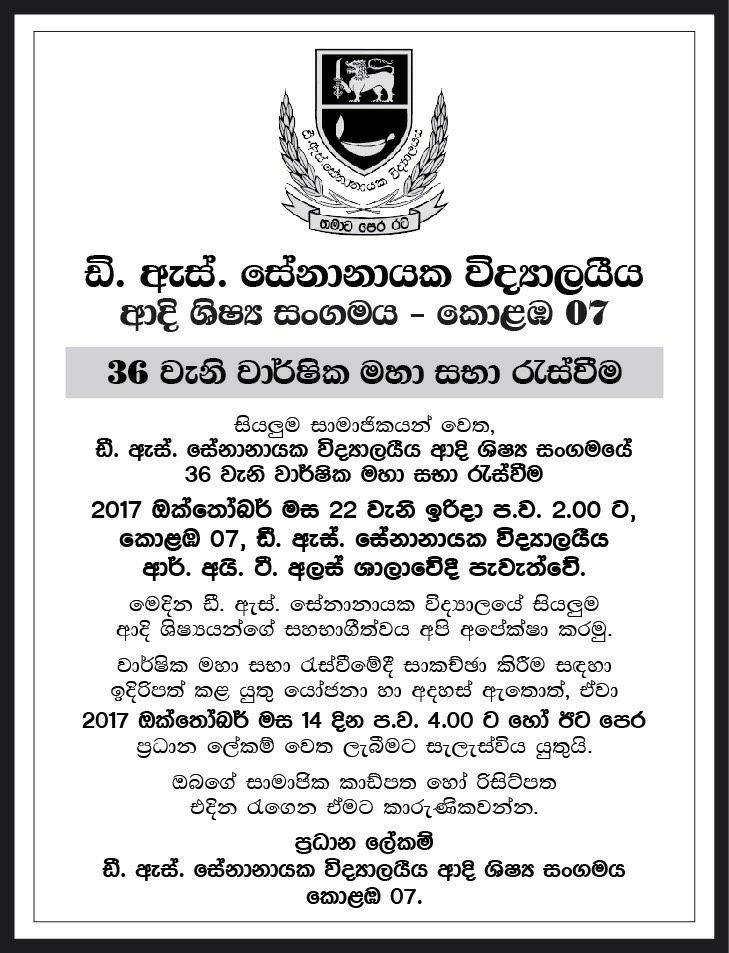 ඩී.ඇස්.සේනානායක විද්‍යාලයය
තමාට පෙර රට
ඩි. ඇස්. සේනානායක විද්‍යාලයීය
ආදි ශිෂ්‍ය සංගමය – කොළඹ 07
36 වැනි වාර්ෂික මහා සභා රැස්වීම
සියලුම සාමාජිකයන් වෙත,
ඩී. ඇස්. සේනානායක විද්‍යාලයීය ආදි ශිෂ්‍ය සංගමයේ
36 වැනි වාර්ෂික මහා සභා රැස්වීම
2017 ඔක්තෝබර් මස 22 වැනි ඉරිදා ප.ව. 2.00 ට,
කොළඹ 07, ඩී. ඇස්. සේනානායක විද්‍යාලයීය
ආර්. අයි. ටී. අලස් ශාලාවේදී පැවැත්වේ.
මෙදින ඩී. ඇස්. සේනානායක විද්‍යාලයේ සියලුම
ආදි ශිෂ්‍යයන්ගේ සහභාගීත්වය අපි අපේක්ෂා කරමු.
වාර්ෂික මහා සභා රැස්වීමේදී සාකච්ඡා කිරීම සඳහා
ඉදිරිපත් කළ යුතු යෝජනා හා අදහස් ඇතොත්, ඒවා
2017 ඔක්තෝබර් මස 14 දින ප.ව. 4.00 ට හෝ ඊට පෙර
ප්‍රධාන ලේකම් වෙත ලැබීමට සැලැස්විය යුතුයි.
ඔබගේ සාමාජික කාඩ්පත හෝ රිසිට්පත
එදින රැගෙන ඒමට කාරුණිකවන්න.
ප්‍රධාන ලේකම්
ඩී. ඇස්. සේනානායක විද්‍යාලයීය ආදි ශිෂ්‍ය සංගමය
කොළඹ 07.